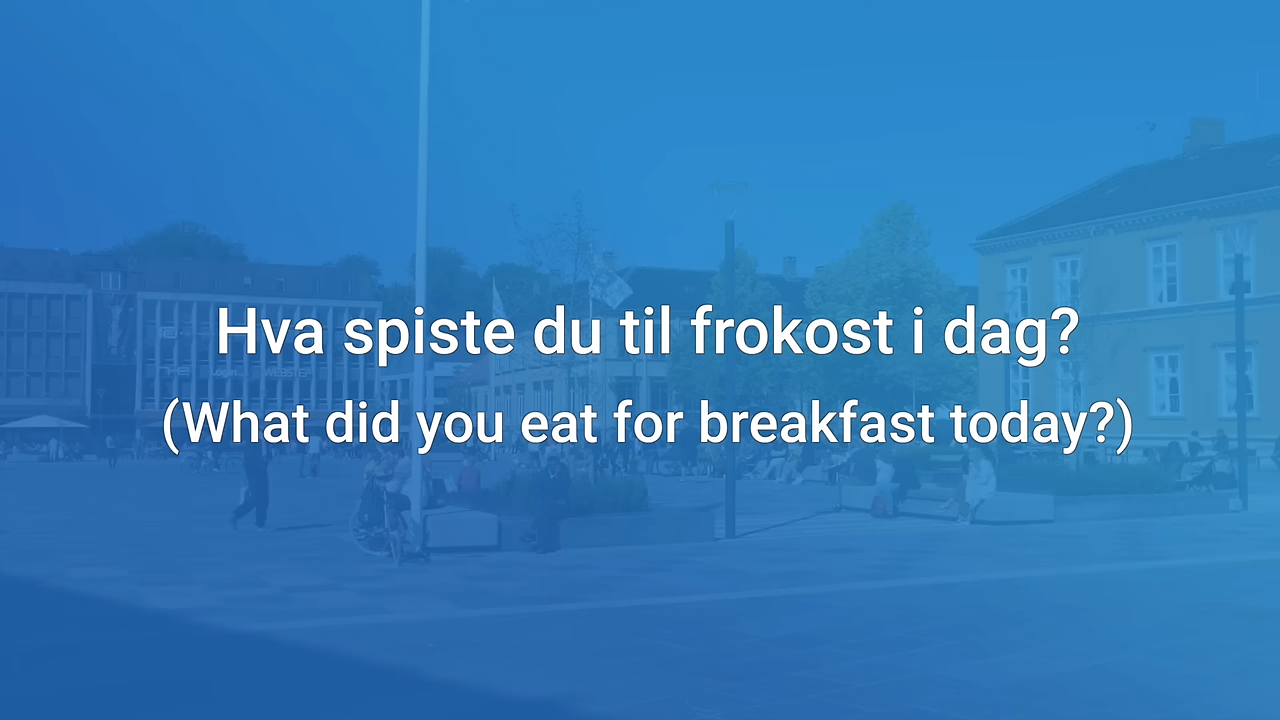 Hva spiste du til frokost i dag?
(What did you eat for breakfast today?)